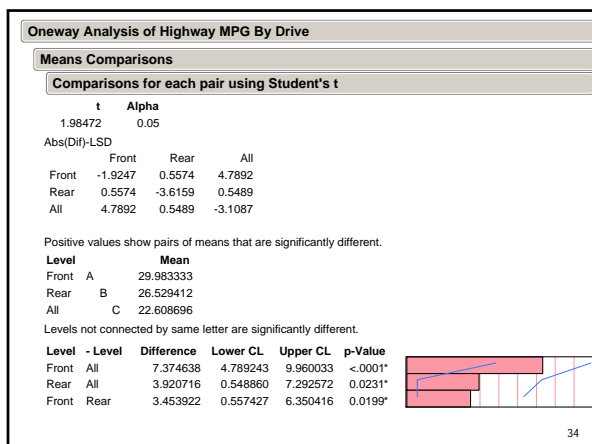 Oneway Analysis of Highway MPG By Drive
Means Comparisons
Comparisons for each pair using Student's t
t Alpha
1.98472 0.05
Abs(Dif)-LSD
Front Rear All
Front -1.9247 0.5574 4.7892
Rear 0.5574 -3.6159 0.5489
All 4.7892 0.5489 -3.1087
Positive values show pairs of means that are significantly different.
Level Mean
Front A 29.983333
Rear B 26.529412
All C 22.608696
Levels not connected by same letter are significantly different.
Level - Level Difference Lower CL Upper CL p-Value
Front All 7.374638 4.789243 9.960033 <.0001*
Rear All 3.920716 0.548860 7.292572 0.0231*
Front Rear 3.453922 0.557427 6.350416 0.0199*
34